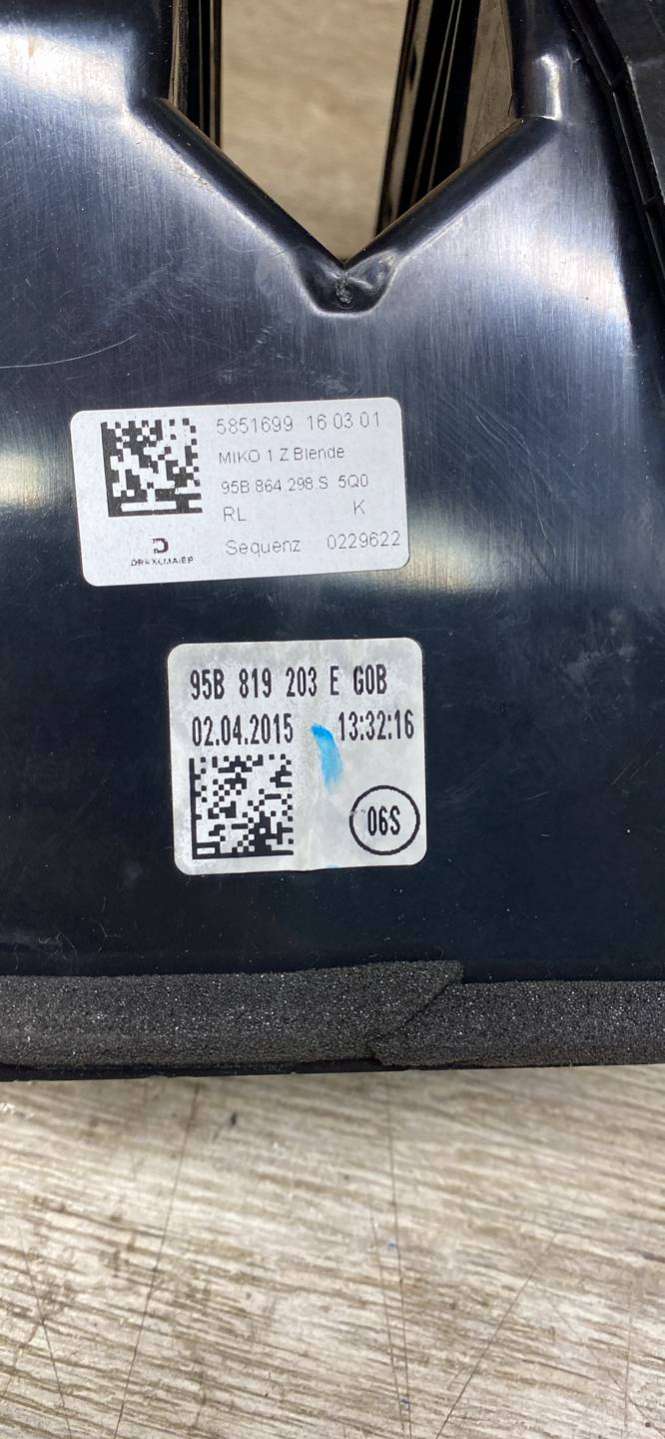 5851699 16 03 01
MIKO 1 Z Blende
95B 864 298.S 5Q0
RL K
DRÄXLMAIER
Sequenz 0229622
95B 819 203 E G0B
02.04.2015 13:32:16
06S